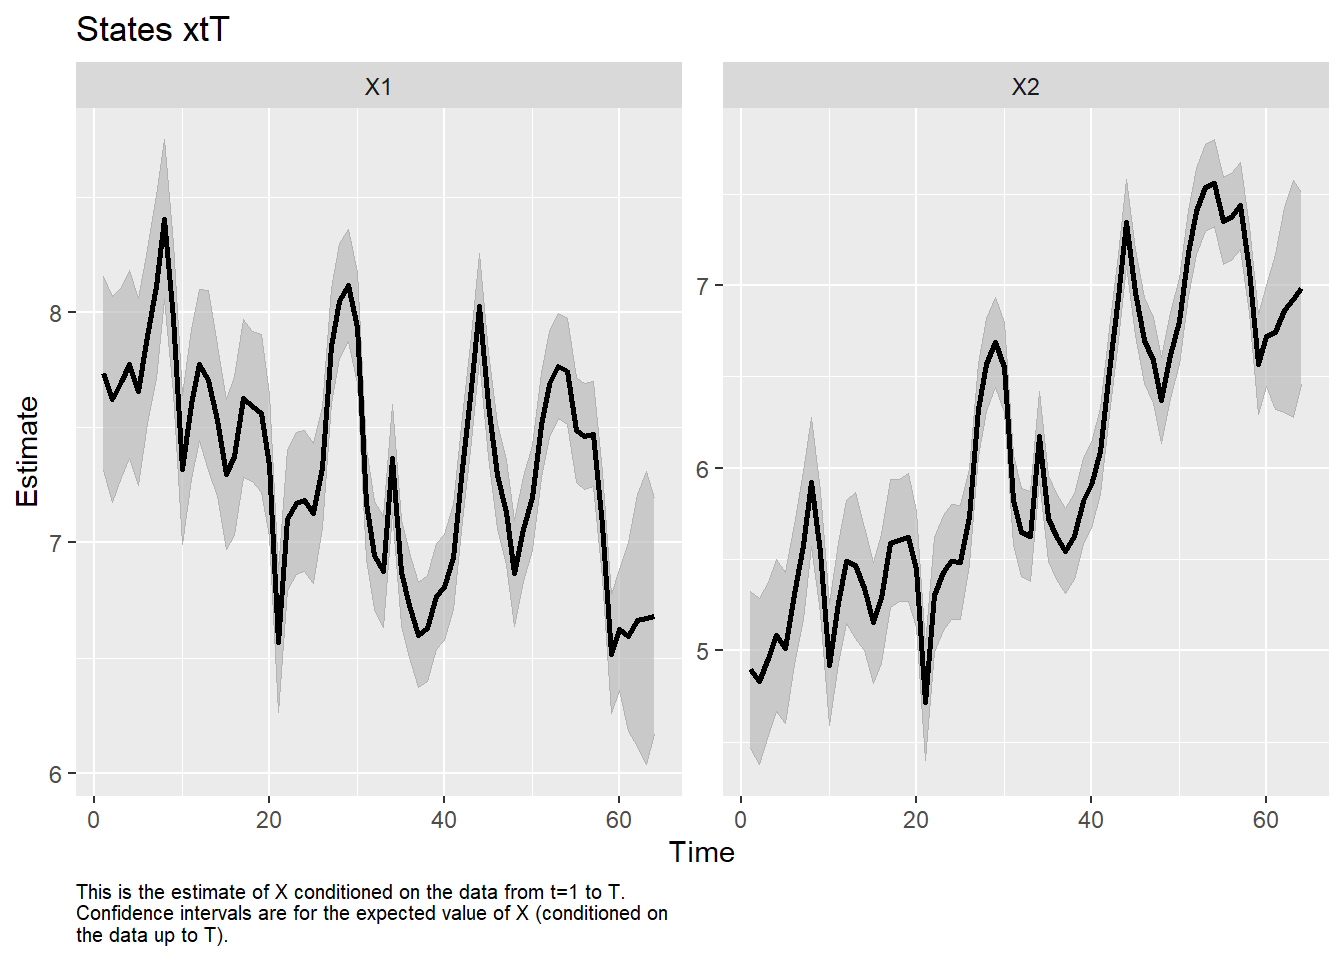 States xtT
X1
X2
Estimate
8
7
6
7
6
5
0
20
40
60
0
20
40
60
Time
This is the estimate of X conditioned on the data from t=1 to T.
Confidence intervals are for the expected value of X (conditioned on
the data up to T).